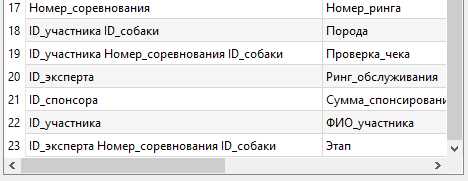 17 Номер_соревнования Номер_ринга
18 ID_участника ID_собаки Порода
19 ID_участника Номер_соревнования ID_собаки Проверка_чека
20 ID_эксперта Ринг_обслуживания
21 ID_спонсора Сумма_спонсировани
22 ID_участника ФИО_участника
23 ID_эксперта Номер_соревнования ID_собаки Этап